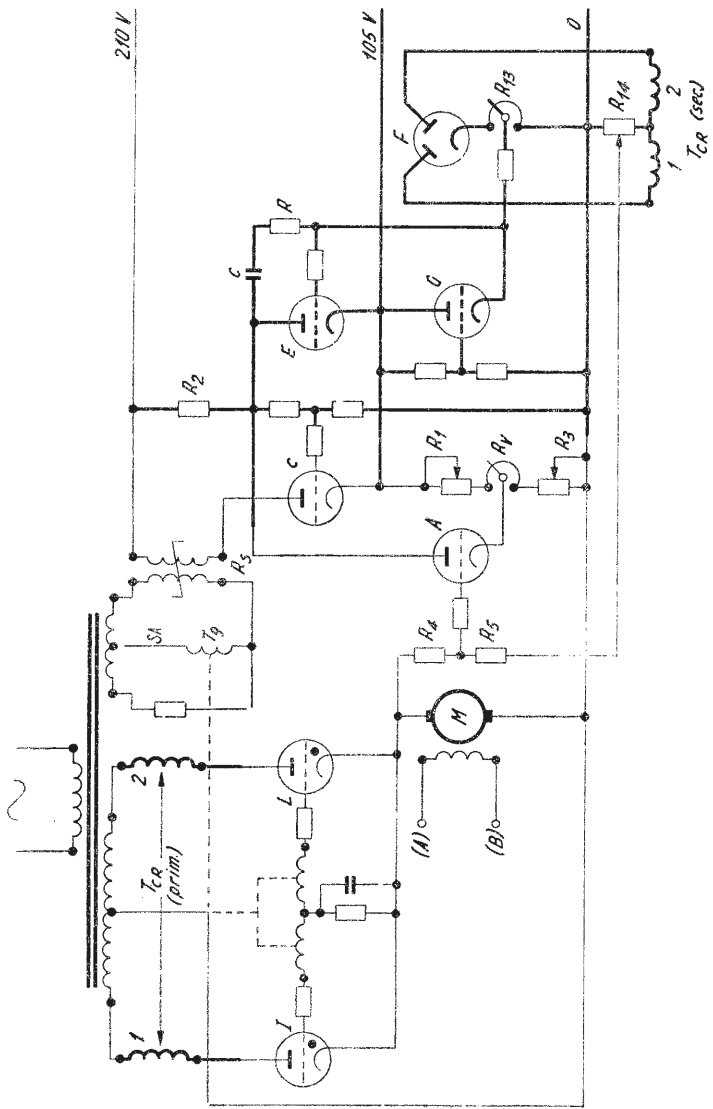 210 V
105 V
0
R2
C
R
E
C
G
F
R13
R14
1
2
TCR (sec.)
R1
RV
R3
A
R4
R5
RS
SA
Tg
M
(A)
(B)
TCR
(prim.)
1
2
I
L